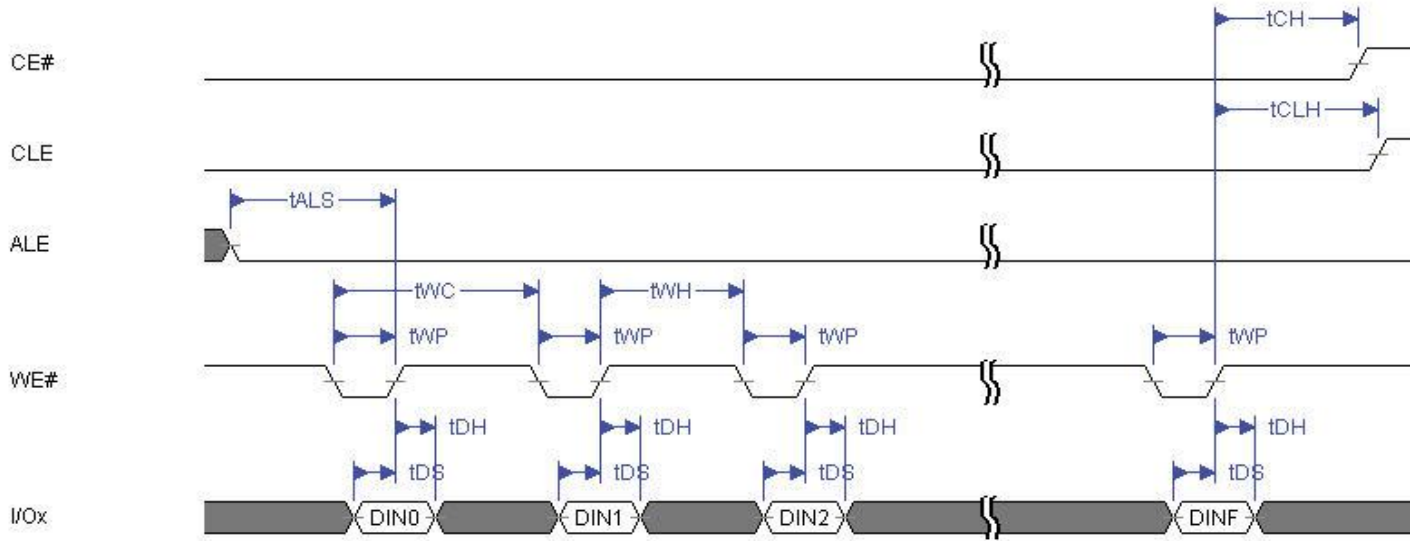 tCH
CE#
tCLH
CLE
tALS
ALE
tWC tWH
tWP tWP tWP tWP
WE#
tDH tDH tDH tDH
tDS tDS tDS tDS
I/Ox DIN0 DIN1 DIN2 DINF